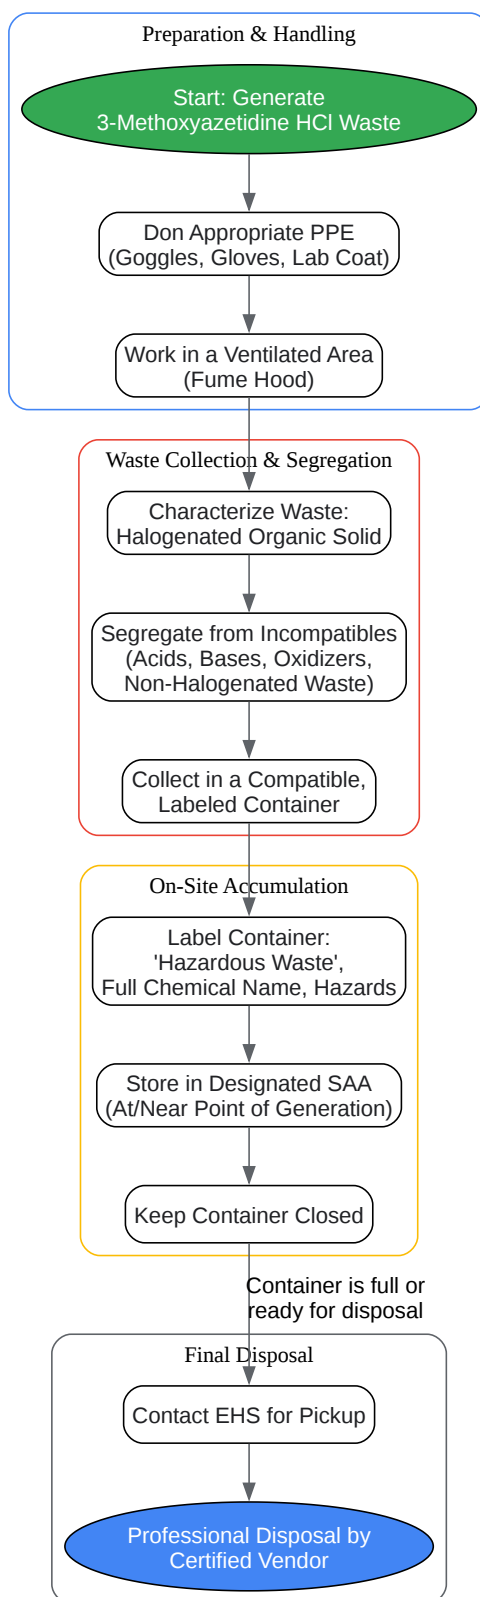 Preparation & Handling
Start: Generate
3-Methoxyazetidine HCl Waste
Don Appropriate PPE
(Goggles, Gloves, Lab Coat)
Work in a Ventilated Area
(Fume Hood)
Waste Collection & Segregation
Characterize Waste:
Halogenated Organic Solid
Segregate from Incompatibles
(Acids, Bases, Oxidizers,
Non-Halogenated Waste)
Collect in a Compatible,
Labeled Container
On-Site Accumulation
Label Container:
'Hazardous Waste',
Full Chemical Name, Hazards
Store in Designated SAA
(At/Near Point of Generation)
Keep Container Closed
Container is full or
ready for disposal
Final Disposal
Contact EHS for Pickup
Professional Disposal by
Certified Vendor